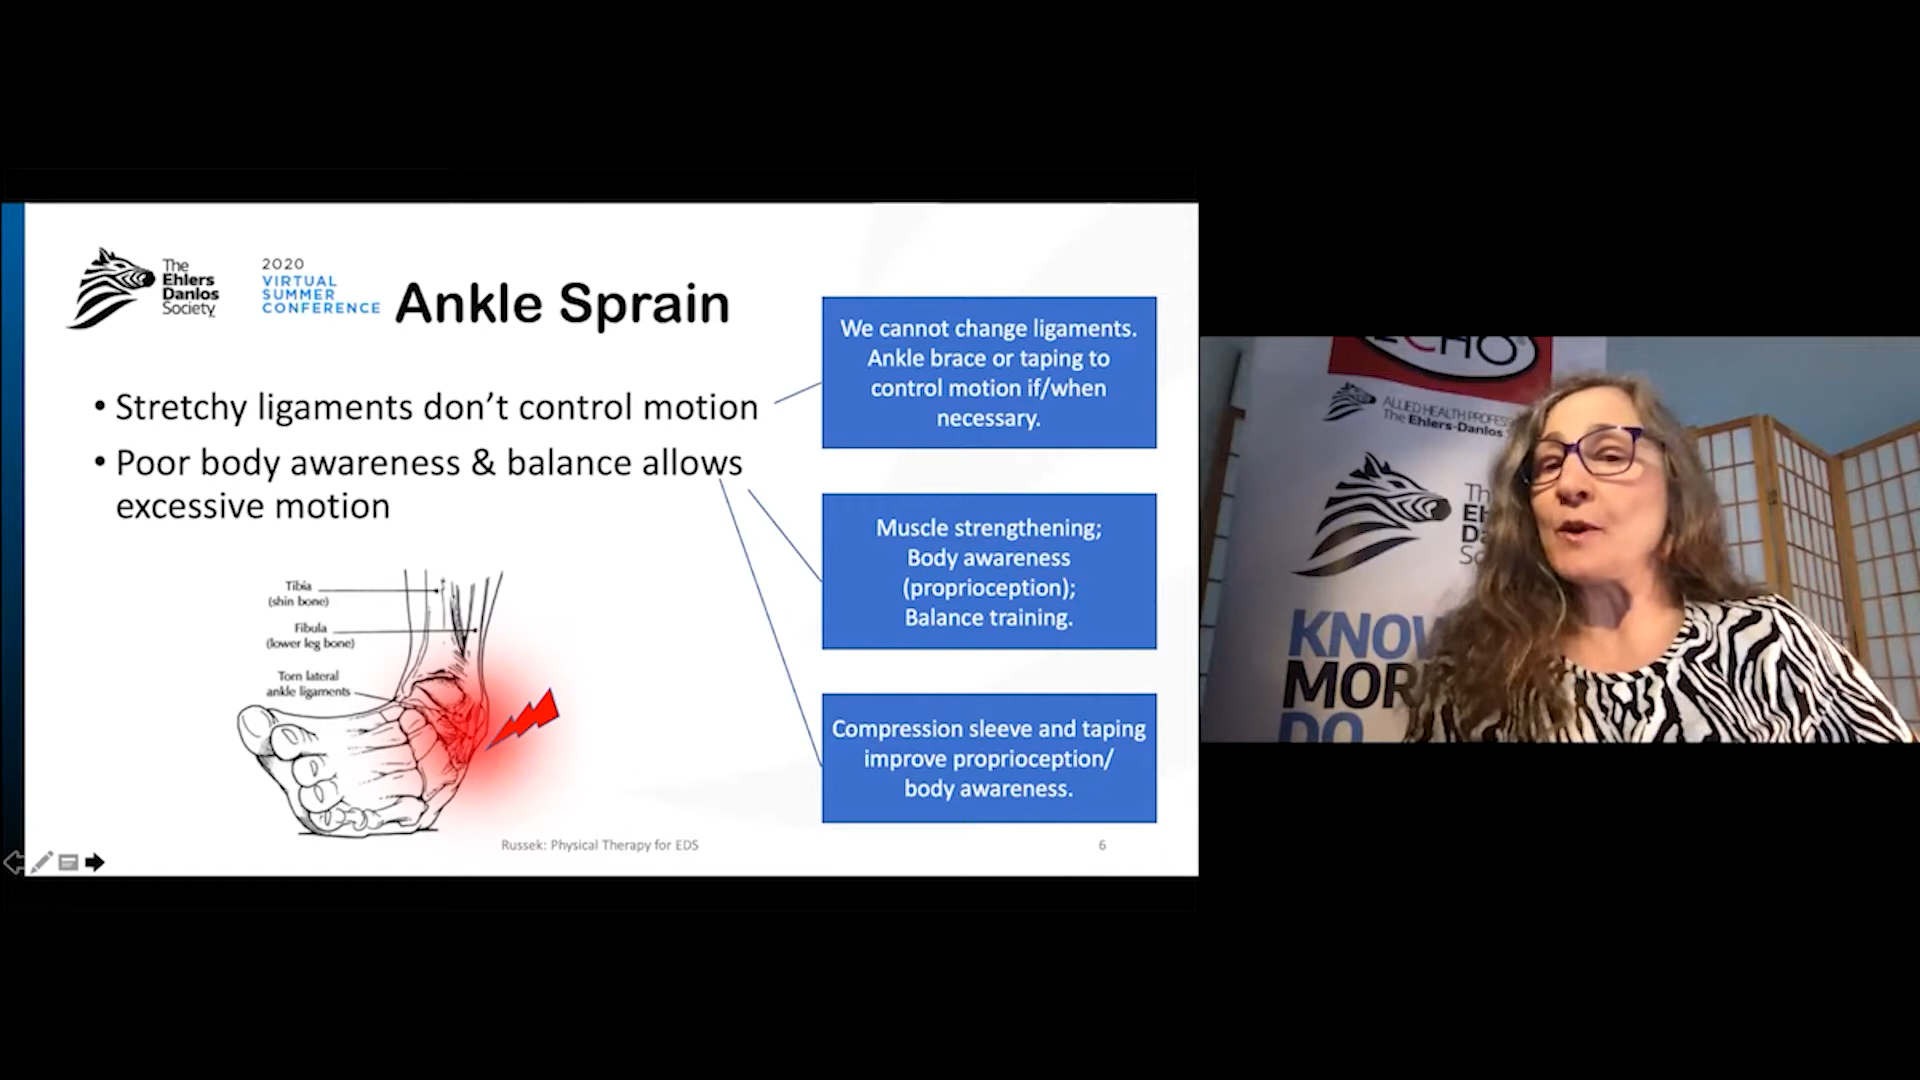 The
Ehlers
Danlos
Society
2020
VIRTUAL
SUMMER
CONFERENCE
Ankle Sprain
• Stretchy ligaments don’t control motion
• Poor body awareness & balance allows
excessive motion
We cannot change ligaments.
Ankle brace or taping to
control motion if/when
necessary.
Muscle strengthening;
Body awareness
(proprioception);
Balance training.
Compression sleeve and taping
improve proprioception/
body awareness.
Tibia
(shin bone)
Fibula
(lower leg bone)
Torn lateral
ankle ligaments
Russek: Physical Therapy for EDS
6
ECHO
ALLIED HEALTH
The Ehlers-Danlos
KNOW
MOR
DO